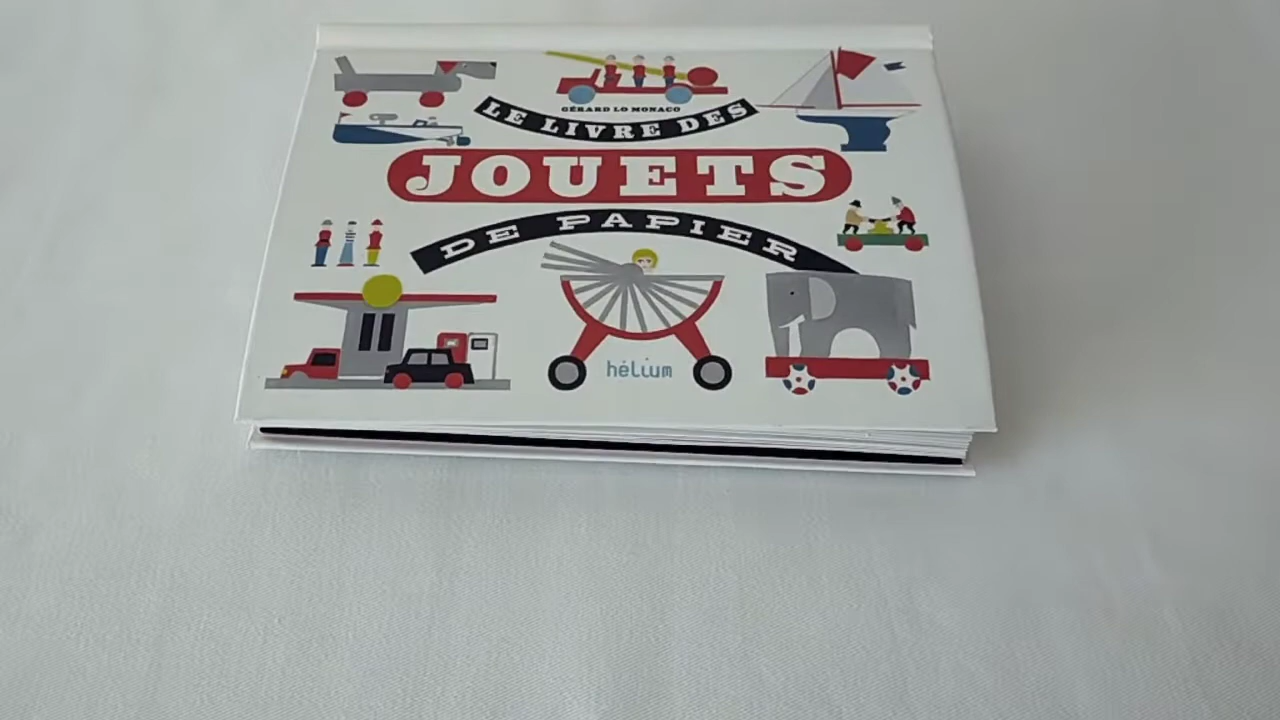 GÉRARD LO MONACO
LE LIVRE DES
JOUETS
DE PAPIER
hélium